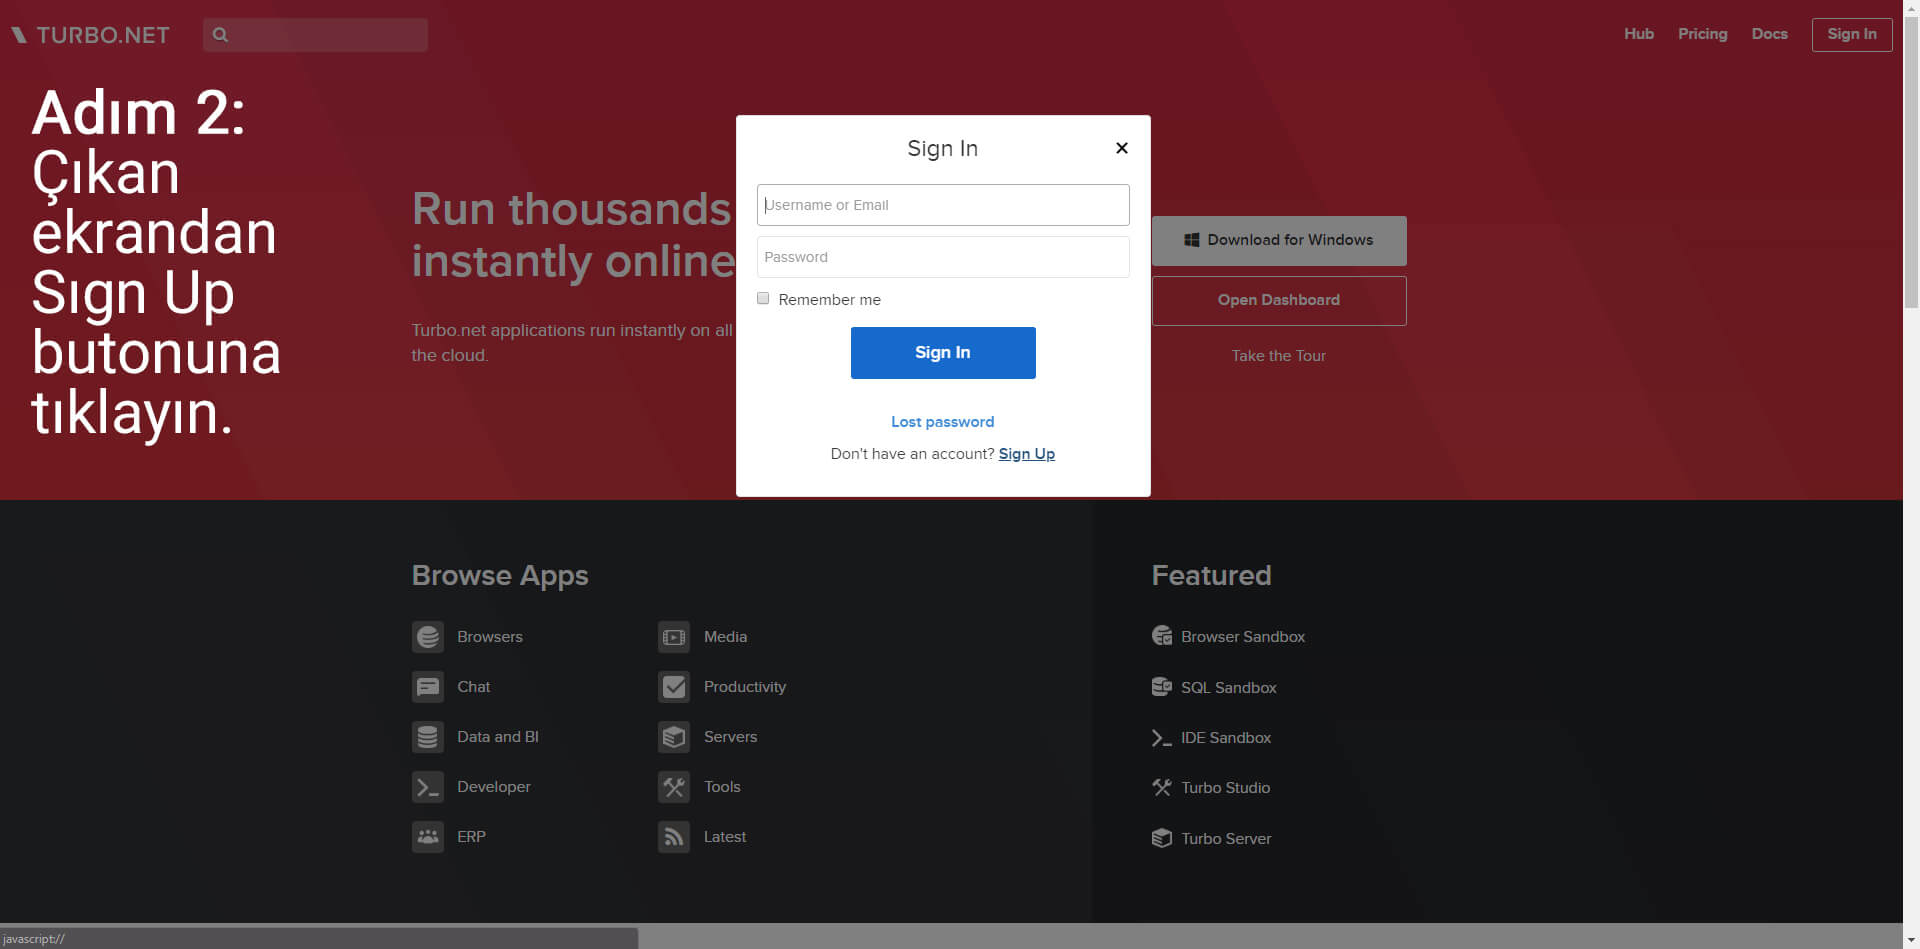 TURBO.NET
Hub Pricing Docs Sign In
Adım 2:
Çıkan
ekrandan
Sıgn Up
butonuna
tıklayın.
Run thousands
instantly online
Turbo.net applications run instantly on all
the cloud.
Sign In
Username or Email
Password
Remember me
Sign In
Lost password
Don't have an account? Sign Up
Download for Windows
Open Dashboard
Take the Tour
Browse Apps
Browsers
Chat
Data and BI
Developer
ERP
Media
Productivity
Servers
Tools
Latest
Featured
Browser Sandbox
SQL Sandbox
IDE Sandbox
Turbo Studio
Turbo Server
javascript://